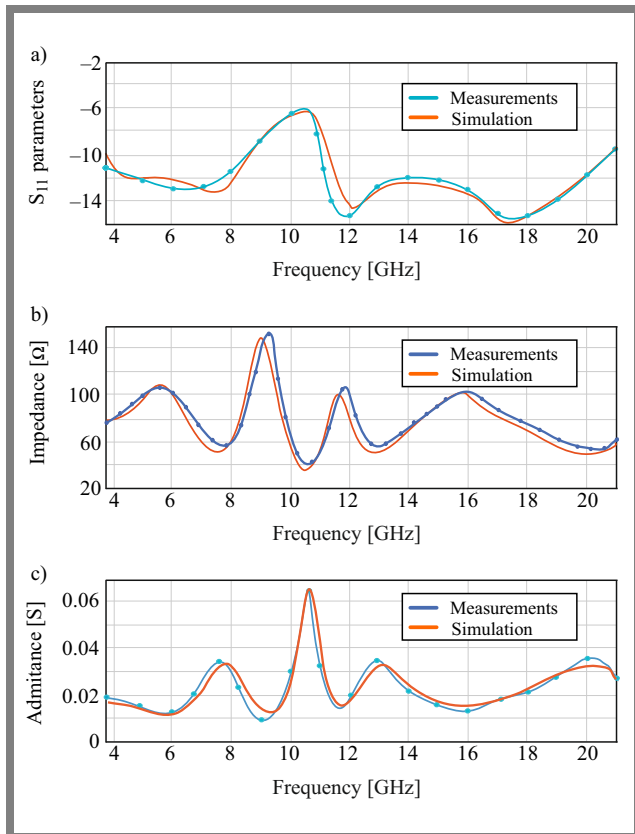 a)
S11 parameters
–2
–6
–10
–14
Measurements
Simulation
4 6 8 10 12 14 16 18 20
Frequency [GHz]
b)
Impedance [Ω]
140
100
60
20
Measurements
Simulation
4 6 8 10 12 14 16 18 20
Frequency [GHz]
c)
Admitance [S]
0.06
0.04
0.02
0
Measurements
Simulation
4 6 8 10 12 14 16 18 20
Frequency [GHz]